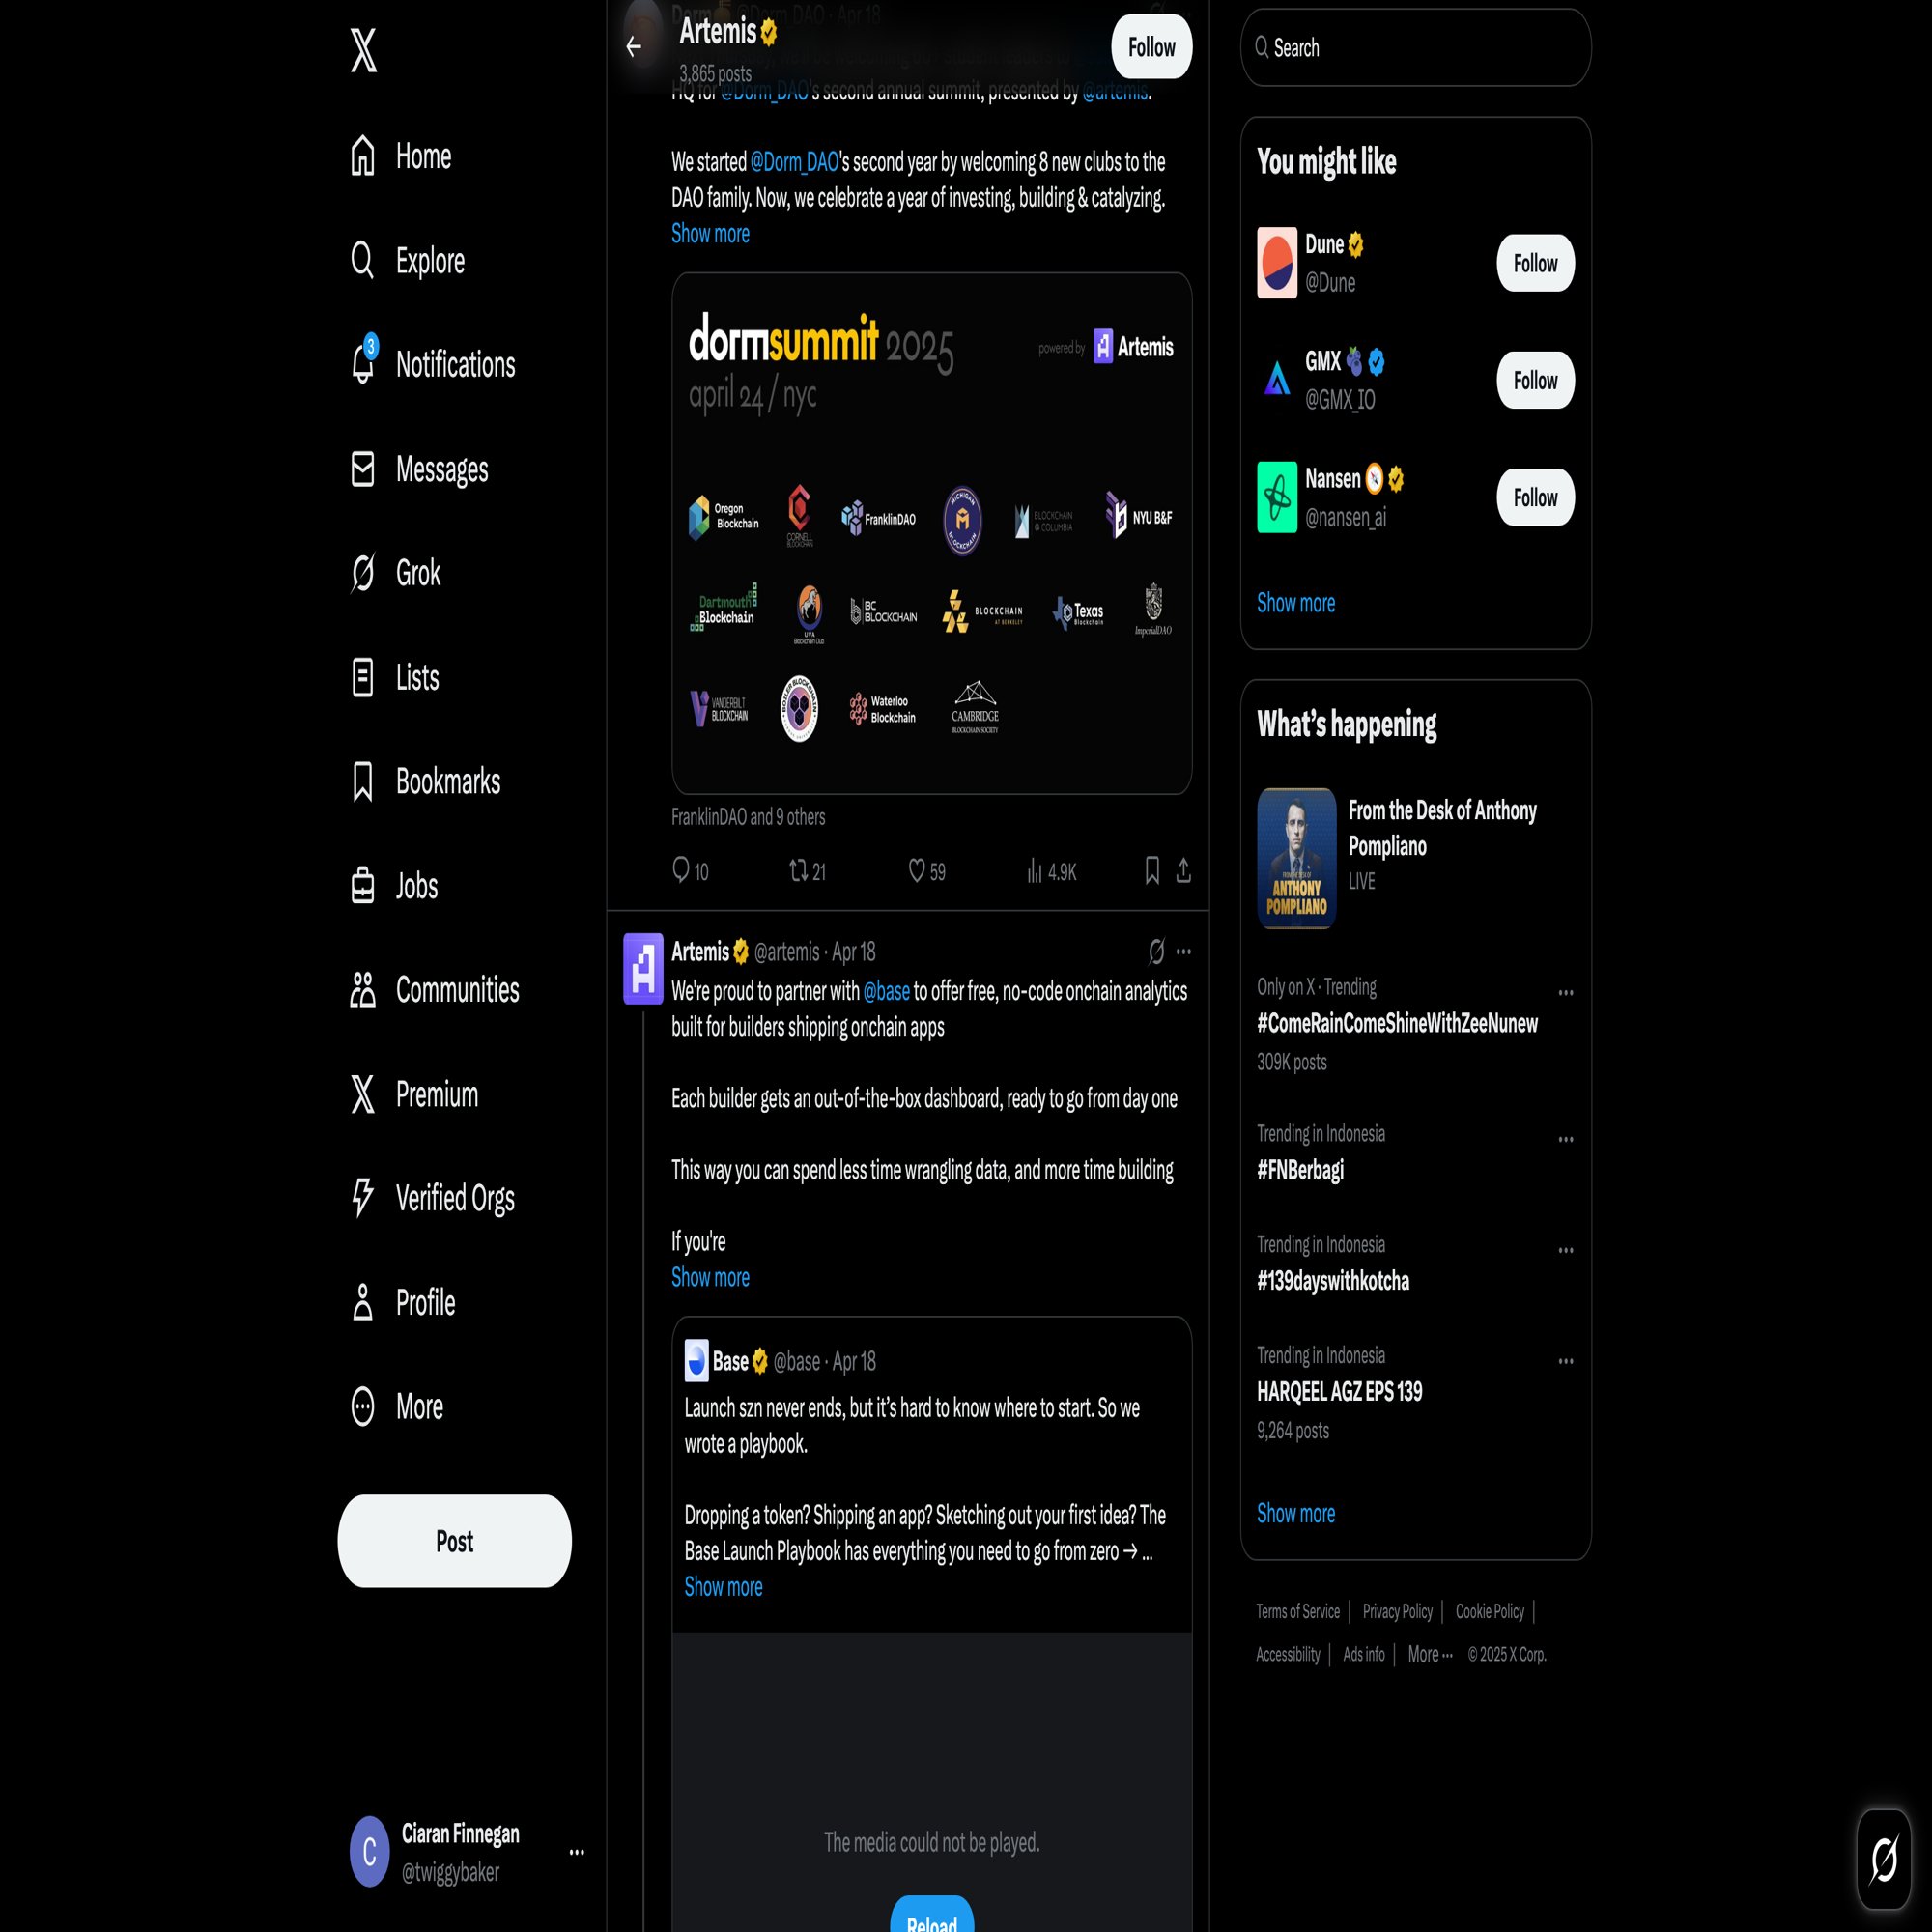 Home
Explore
3
Notifications
Messages
Grok
Lists
Bookmarks
Jobs
Communities
Premium
Verified Orgs
Profile
More
Post
Ciaran Finnegan
@twiggybaker
Artemis
3,865 posts
Follow
HQ for @Dorm_DAO's second annual summit, presented by @artemis.
We started @Dorm_DAO's second year by welcoming 8 new clubs to the
DAO family. Now, we celebrate a year of investing, building & catalyzing.
Show more
dormsummit 2025
april 24 / nyc
powered by Artemis
Oregon
Blockchain
CORNELL
BLOCKCHAIN
FranklinDAO
MICHIGAN
BLOCKCHAIN
BLOCKCHAIN
@ COLUMBIA
NYU B&F
Dartmouth
Blockchain
UVA
Blockchain Club
BC
BLOCKCHAIN
BLOCKCHAIN
AT BERKELEY
Texas
Blockchain
ImperialDAO
VANDERBILT
BLOCKCHAIN
BOILER BLOCKCHAIN
Waterloo
Blockchain
CAMBRIDGE
BLOCKCHAIN SOCIETY
FranklinDAO and 9 others
10
21
59
4.9K
Artemis @artemis · Apr 18
We're proud to partner with @base to offer free, no-code onchain analytics
built for builders shipping onchain apps
Each builder gets an out-of-the-box dashboard, ready to go from day one
This way you can spend less time wrangling data, and more time building
If you're
Show more
Base @base · Apr 18
Launch szn never ends, but it’s hard to know where to start. So we
wrote a playbook.
Dropping a token? Shipping an app? Sketching out your first idea? The
Base Launch Playbook has everything you need to go from zero → ...
Show more
The media could not be played.
Reload
Search
You might like
Dune
@Dune
Follow
GMX
@GMX_IO
Follow
Nansen
@nansen_ai
Follow
Show more
What’s happening
FROM THE DESK OF
ANTHONY
POMPLIANO
From the Desk of Anthony
Pompliano
LIVE
Only on X · Trending
#ComeRainComeShineWithZeeNunew
309K posts
Trending in Indonesia
#FNBerbagi
Trending in Indonesia
#139dayswithkotcha
Trending in Indonesia
HARQEEL AGZ EPS 139
9,264 posts
Show more
Terms of Service | Privacy Policy | Cookie Policy |
Accessibility | Ads info | More ... © 2025 X Corp.